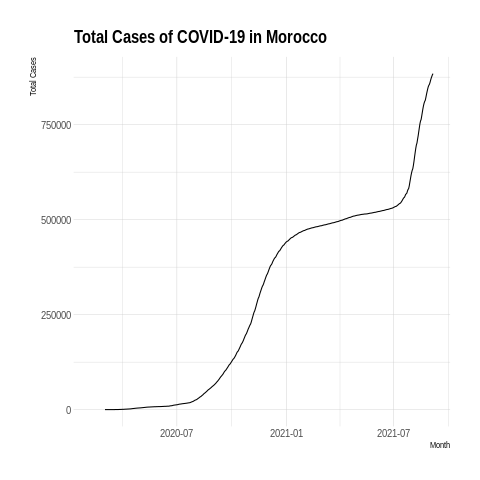 Total Cases of COVID-19 in Morocco
Total Cases
750000
500000
250000
0
2020-07
2021-01
2021-07
Month